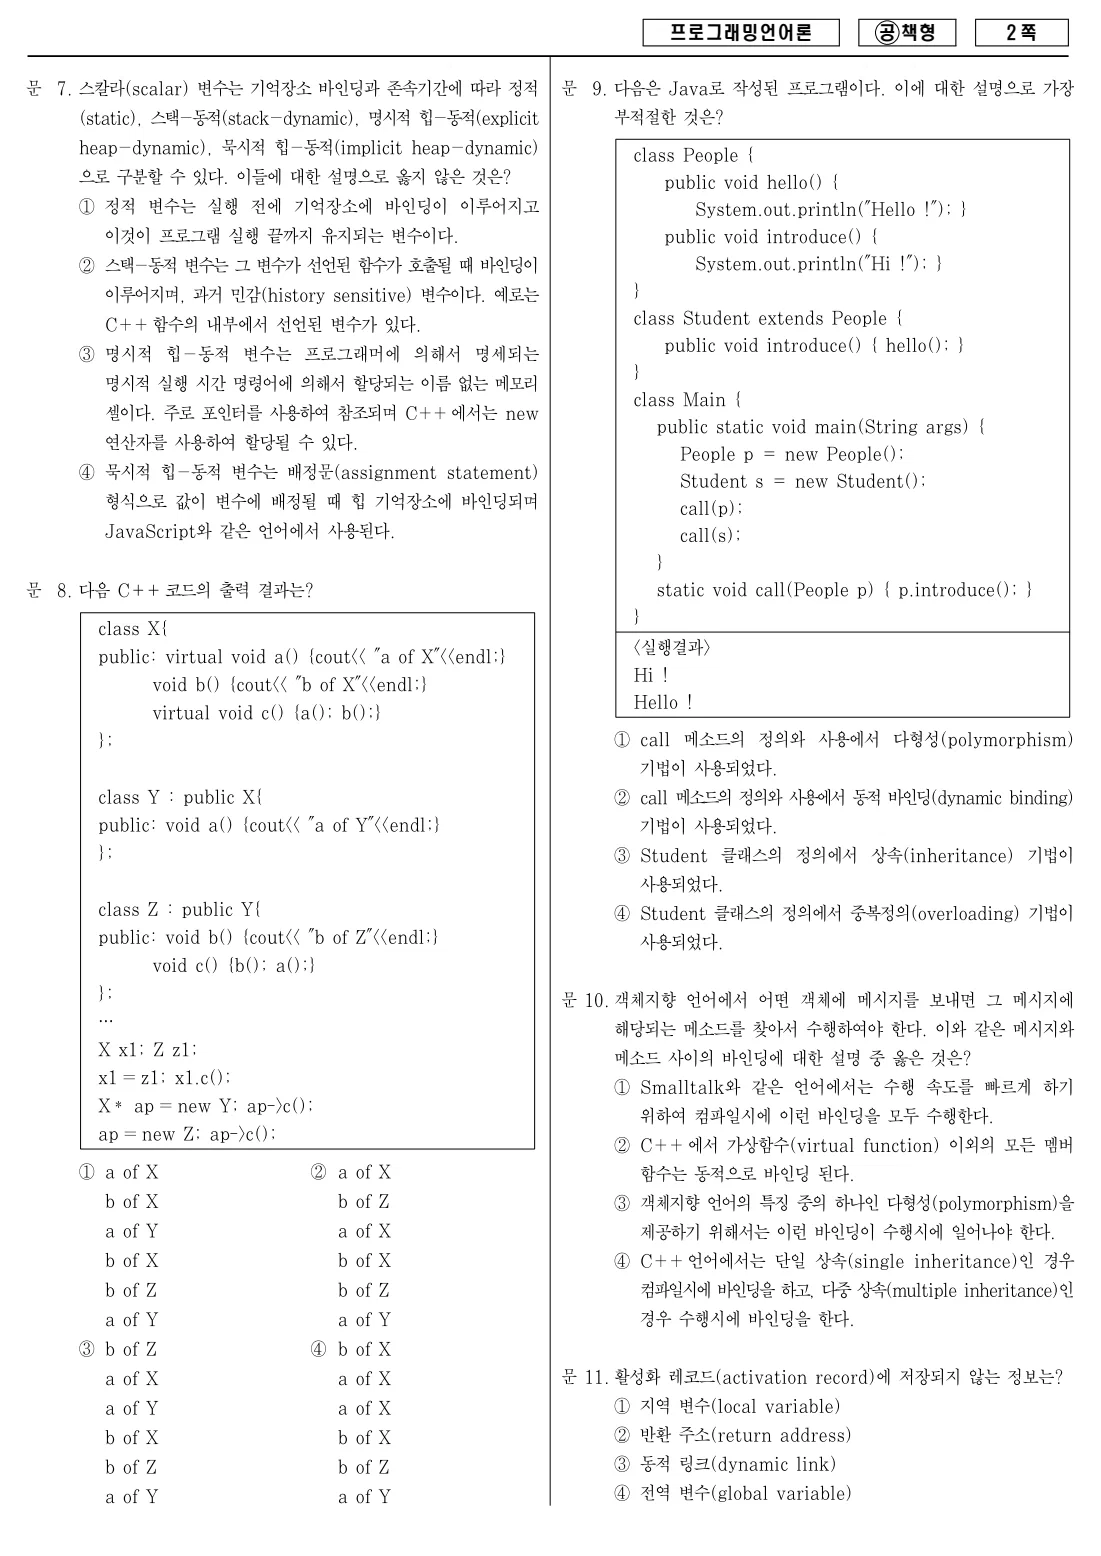 프로그래밍언어론 ㉾책형 2쪽
문 7. 스칼라(scalar) 변수는 기억장소 바인딩과 존속기간에 따라 정적
(static), 스택-동적(stack-dynamic), 명시적 힙-동적(explicit
heap-dynamic), 묵시적 힙-동적(implicit heap-dynamic)
으로 구분할 수 있다. 이들에 대한 설명으로 옳지 않은 것은?
① 정적 변수는 실행 전에 기억장소에 바인딩이 이루어지고
이것이 프로그램 실행 끝까지 유지되는 변수이다.
② 스택-동적 변수는 그 변수가 선언된 함수가 호출될 때 바인딩이
이루어지며, 과거 민감(history sensitive) 변수이다. 예로는
C++ 함수의 내부에서 선언된 변수가 있다.
③ 명시적 힙-동적 변수는 프로그래머에 의해서 명세되는
명시적 실행 시간 명령어에 의해서 할당되는 이름 없는 메모리
셀이다. 주로 포인터를 사용하여 참조되며 C++에서는 new
연산자를 사용하여 할당될 수 있다.
④ 묵시적 힙-동적 변수는 배정문(assignment statement)
형식으로 값이 변수에 배정될 때 힙 기억장소에 바인딩되며
JavaScript와 같은 언어에서 사용된다.
문 8. 다음 C++ 코드의 출력 결과는?
class X{
public: virtual void a() {cout<< "a of X"<<endl;}
void b() {cout<< "b of X"<<endl;}
virtual void c() {a(); b();}
};
class Y : public X{
public: void a() {cout<< "a of Y"<<endl;}
};
class Z : public Y{
public: void b() {cout<< "b of Z"<<endl;}
void c() {b(); a();}
};
…
X x1; Z z1;
x1 = z1; x1.c();
X* ap = new Y; ap->c();
ap = new Z; ap->c();
① a of X ② a of X
b of X b of Z
a of Y a of X
b of X b of X
b of Z b of Z
a of Y a of Y
③ b of Z ④ b of X
a of X a of X
a of Y a of X
b of X b of X
b of Z b of Z
a of Y a of Y
문 9. 다음은 Java로 작성된 프로그램이다. 이에 대한 설명으로 가장
부적절한 것은?
class People {
public void hello() {
System.out.println("Hello !"); }
public void introduce() {
System.out.println("Hi !"); }
}
class Student extends People {
public void introduce() { hello(); }
}
class Main {
public static void main(String args) {
People p = new People();
Student s = new Student();
call(p);
call(s);
}
static void call(People p) { p.introduce(); }
}
〈실행결과〉
Hi !
Hello !
① call 메소드의 정의와 사용에서 다형성(polymorphism)
기법이 사용되었다.
② call 메소드의 정의와 사용에서 동적 바인딩(dynamic binding)
기법이 사용되었다.
③ Student 클래스의 정의에서 상속(inheritance) 기법이
사용되었다.
④ Student 클래스의 정의에서 중복정의(overloading) 기법이
사용되었다.
문 10. 객체지향 언어에서 어떤 객체에 메시지를 보내면 그 메시지에
해당되는 메소드를 찾아서 수행하여야 한다. 이와 같은 메시지와
메소드 사이의 바인딩에 대한 설명 중 옳은 것은?
① Smalltalk와 같은 언어에서는 수행 속도를 빠르게 하기
위하여 컴파일시에 이런 바인딩을 모두 수행한다.
② C++에서 가상함수(virtual function) 이외의 모든 멤버
함수는 동적으로 바인딩 된다.
③ 객체지향 언어의 특징 중의 하나인 다형성(polymorphism)을
제공하기 위해서는 이런 바인딩이 수행시에 일어나야 한다.
④ C++언어에서는 단일 상속(single inheritance)인 경우
컴파일시에 바인딩을 하고, 다중 상속(multiple inheritance)인
경우 수행시에 바인딩을 한다.
문 11. 활성화 레코드(activation record)에 저장되지 않는 정보는?
① 지역 변수(local variable)
② 반환 주소(return address)
③ 동적 링크(dynamic link)
④ 전역 변수(global variable)